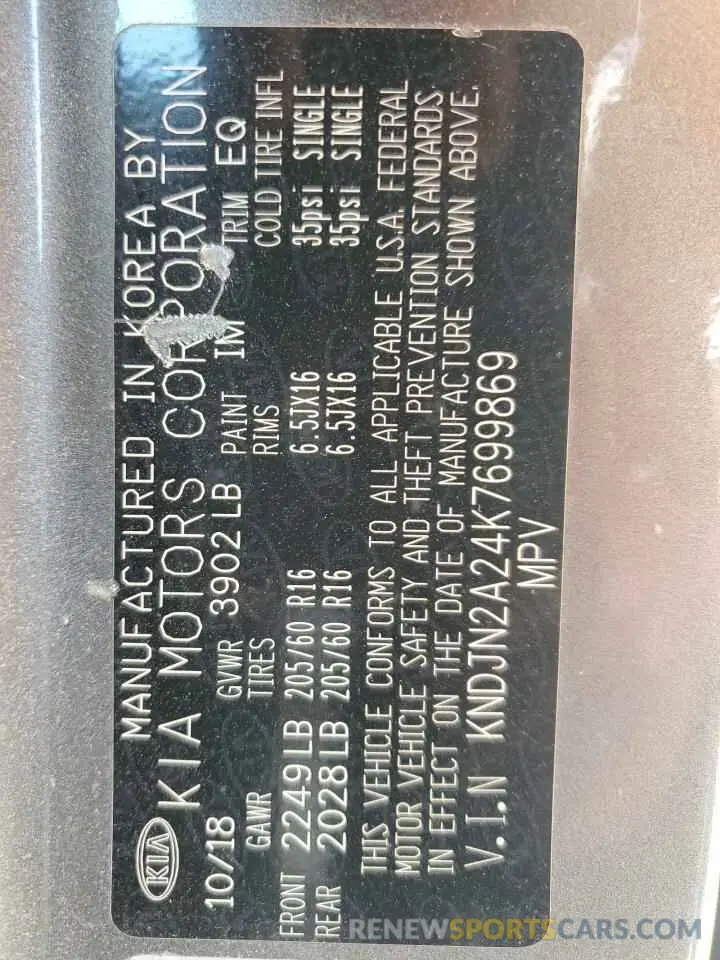 MANUFACTURED IN KOREA BY
KIA KIA MOTORS CORPORATION
10/18 GVWR 3902 LB PAINT IM TRIM EQ
GAWR TIRES RIMS COLD TIRE INFL
FRONT 2249 LB 205/60 R16 6.5JX16 35psi SINGLE
REAR 2028 LB 205/60 R16 6.5JX16 35psi SINGLE
THIS VEHICLE CONFORMS TO ALL APPLICABLE U.S.A. FEDERAL
MOTOR VEHICLE SAFETY AND THEFT PREVENTION STANDARDS
IN EFFECT ON THE DATE OF MANUFACTURE SHOWN ABOVE.
V.I.N KNDJN2A24K7699869
MPV
RENEWSPORTSCARS.COM